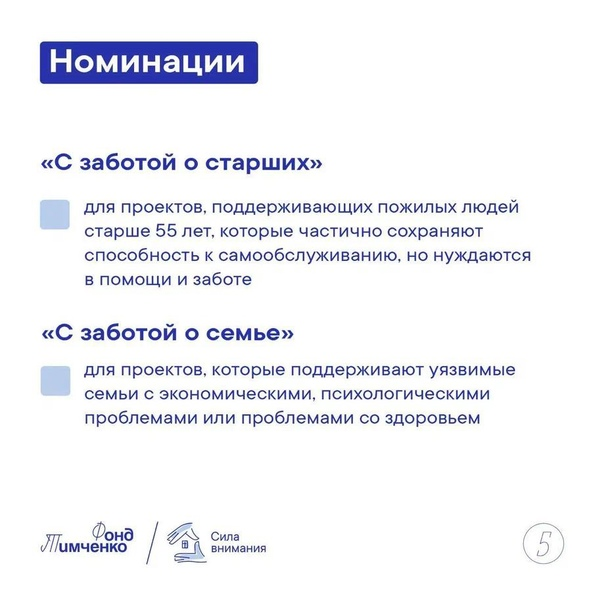 Номинации
«С заботой о старших»
для проектов, поддерживающих пожилых людей
старше 55 лет, которые частично сохраняют
способность к самообслуживанию, но нуждаются
в помощи и заботе
«С заботой о семье»
для проектов, которые поддерживают уязвимые
семьи с экономическими, психологическими
проблемами или проблемами со здоровьем
Фонд
Тимченко
Сила
внимания
5